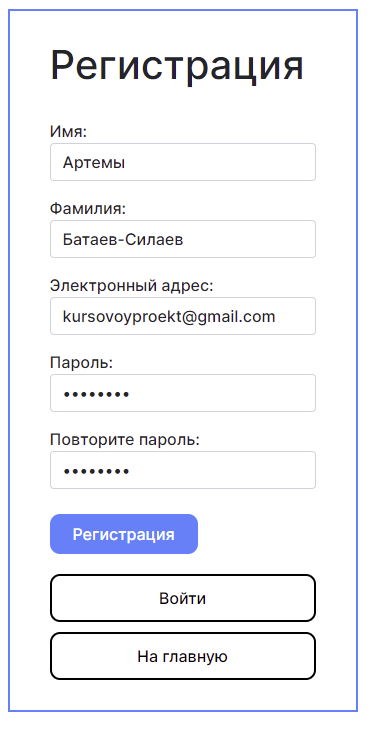 Регистрация
Имя:
Артемы
Фамилия:
Батаев-Силаев
Электронный адрес:
kursovoyproekt@gmail.com
Пароль:
••••••••
Повторите пароль:
••••••••
Регистрация
Войти
На главную